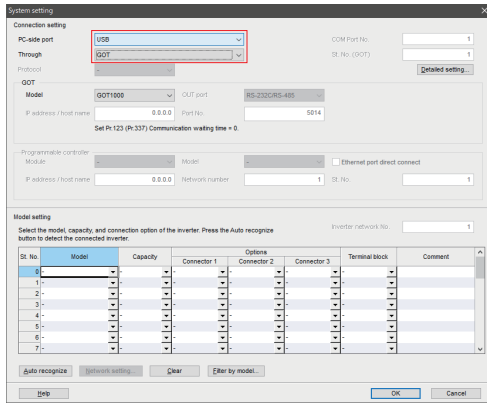 System setting
Connection setting
PC-side port USB COM Port No. 1
Through GOT St. No. (GOT) 1
Protocol - Detailed setting...
GOT
Model GOT1000 OUT port RS-232C/RS-485
IP address / host name 0.0.0.0 Port No. 5014
Set Pr.123 (Pr.337) Communication waiting time = 0.
Programmable controller
Module - Model - Ethernet port direct connect
IP address / host name 0.0.0.0 Network number 1 St. No. 1
Model setting
Select the model, capacity, and connection option of the inverter. Press the Auto recognize Inverter network No. 1
button to detect the connected inverter.
St. No. Model Capacity Options Terminal block Comment
Connector 1 Connector 2 Connector 3
0 - - - - - -
1 - - - - - -
2 - - - - - -
3 - - - - - -
4 - - - - - -
5 - - - - - -
6 - - - - - -
7 - - - - - -
Auto recognize Network setting... Clear Filter by model...
Help OK Cancel